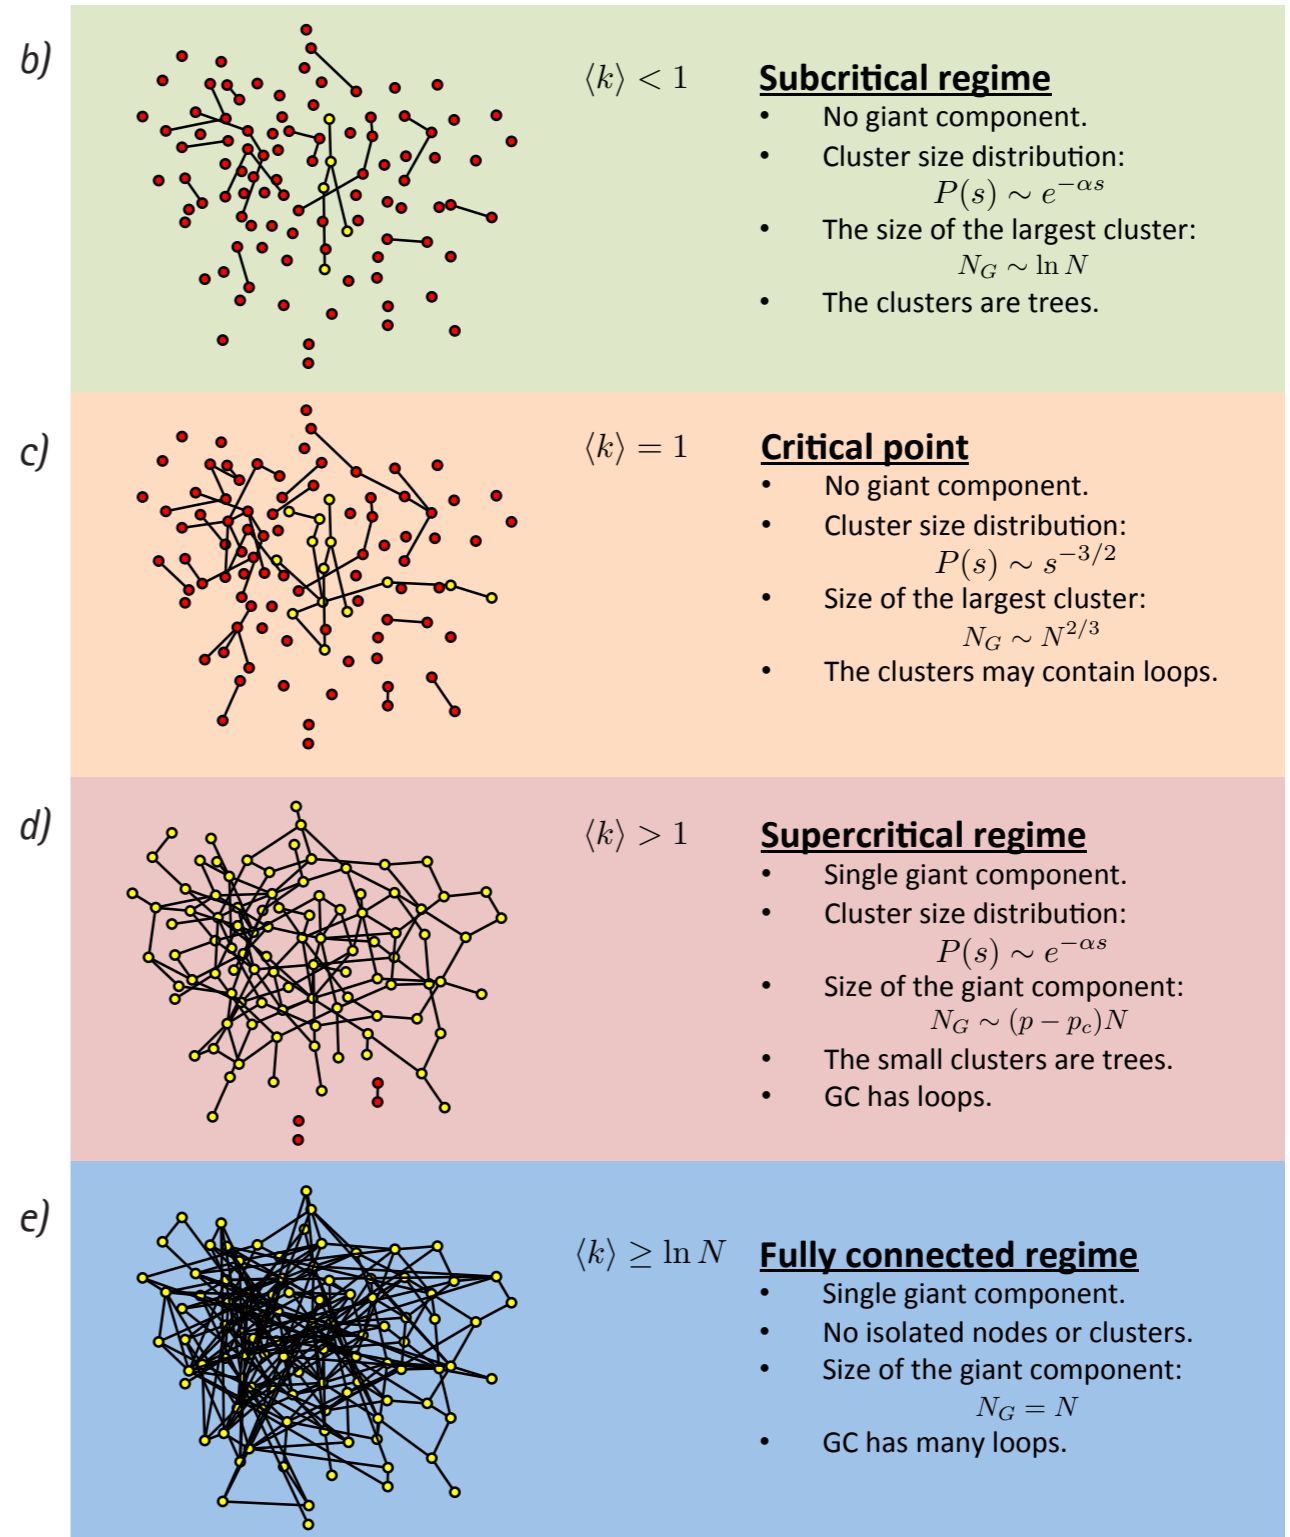 b)
⟨k⟩ < 1
Subcritical regime
• No giant component.
• Cluster size distribution:
P(s) ∼ e^{−αs}
• The size of the largest cluster:
N_G ∼ ln N
• The clusters are trees.
c)
⟨k⟩ = 1
Critical point
• No giant component.
• Cluster size distribution:
P(s) ∼ s^{−3/2}
• Size of the largest cluster:
N_G ∼ N^{2/3}
• The clusters may contain loops.
d)
⟨k⟩ > 1
Supercritical regime
• Single giant component.
• Cluster size distribution:
P(s) ∼ e^{−αs}
• Size of the giant component:
N_G ∼ (p − p_c)N
• The small clusters are trees.
• GC has loops.
e)
⟨k⟩ ≥ ln N
Fully connected regime
• Single giant component.
• No isolated nodes or clusters.
• Size of the giant component:
N_G = N
• GC has many loops.